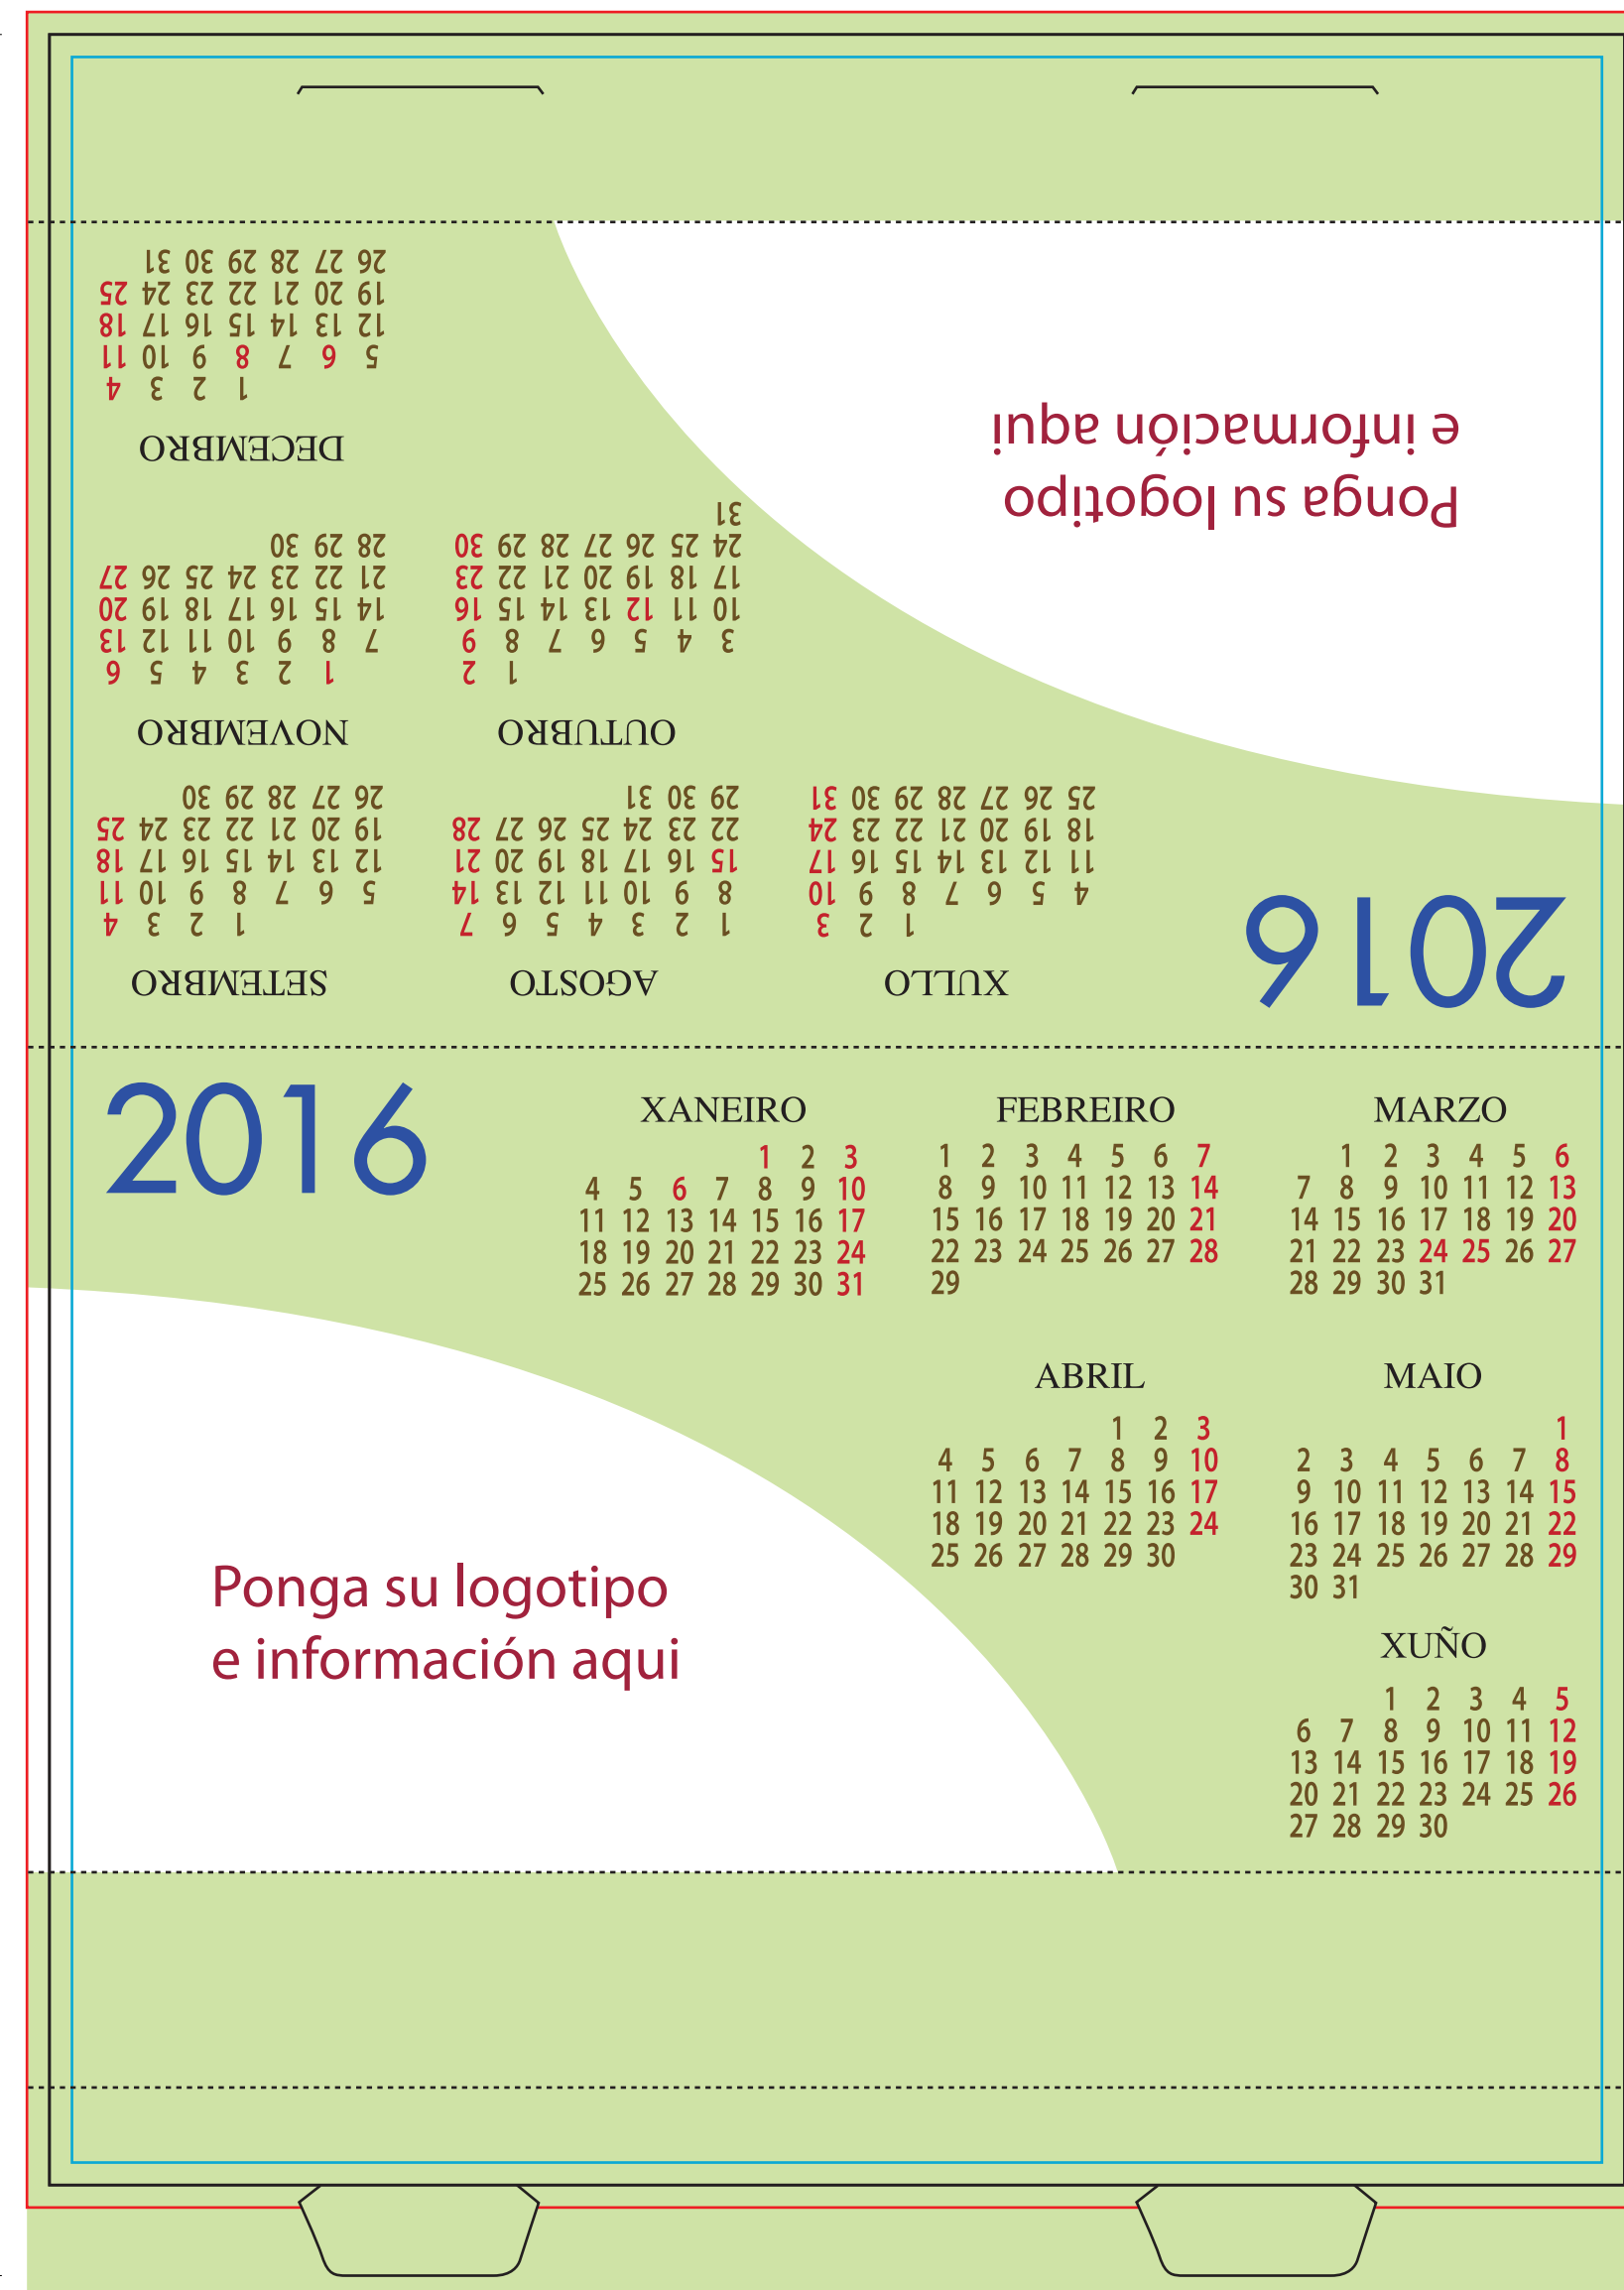 2016
XANEIRO
1 2 3
4 5 6 7 8 9 10
11 12 13 14 15 16 17
18 19 20 21 22 23 24
25 26 27 28 29 30 31
FEBREIRO
1 2 3 4 5 6 7
8 9 10 11 12 13 14
15 16 17 18 19 20 21
22 23 24 25 26 27 28
29
MARZO
1 2 3 4 5 6
7 8 9 10 11 12 13
14 15 16 17 18 19 20
21 22 23 24 25 26 27
28 29 30 31
ABRIL
1 2 3
4 5 6 7 8 9 10
11 12 13 14 15 16 17
18 19 20 21 22 23 24
25 26 27 28 29 30
MAIO
1
2 3 4 5 6 7 8
9 10 11 12 13 14 15
16 17 18 19 20 21 22
23 24 25 26 27 28 29
30 31
Ponga su logotipo
e información aqui
XUÑO
1 2 3 4 5
6 7 8 9 10 11 12
13 14 15 16 17 18 19
20 21 22 23 24 25 26
27 28 29 30
2016
XULLO
1 2 3
4 5 6 7 8 9 10
11 12 13 14 15 16 17
18 19 20 21 22 23 24
25 26 27 28 29 30 31
AGOSTO
1 2 3 4 5 6 7
8 9 10 11 12 13 14
15 16 17 18 19 20 21
22 23 24 25 26 27 28
29 30 31
SETEMBRO
1 2 3 4
5 6 7 8 9 10 11
12 13 14 15 16 17 18
19 20 21 22 23 24 25
26 27 28 29 30
OUTUBRO
1 2
3 4 5 6 7 8 9
10 11 12 13 14 15 16
17 18 19 20 21 22 23
24 25 26 27 28 29 30
31
NOVEMBRO
1 2 3 4 5 6
7 8 9 10 11 12 13
14 15 16 17 18 19 20
21 22 23 24 25 26 27
28 29 30
Ponga su logotipo
e información aqui
DECEMBRO
1 2 3 4
5 6 7 8 9 10 11
12 13 14 15 16 17 18
19 20 21 22 23 24 25
26 27 28 29 30 31